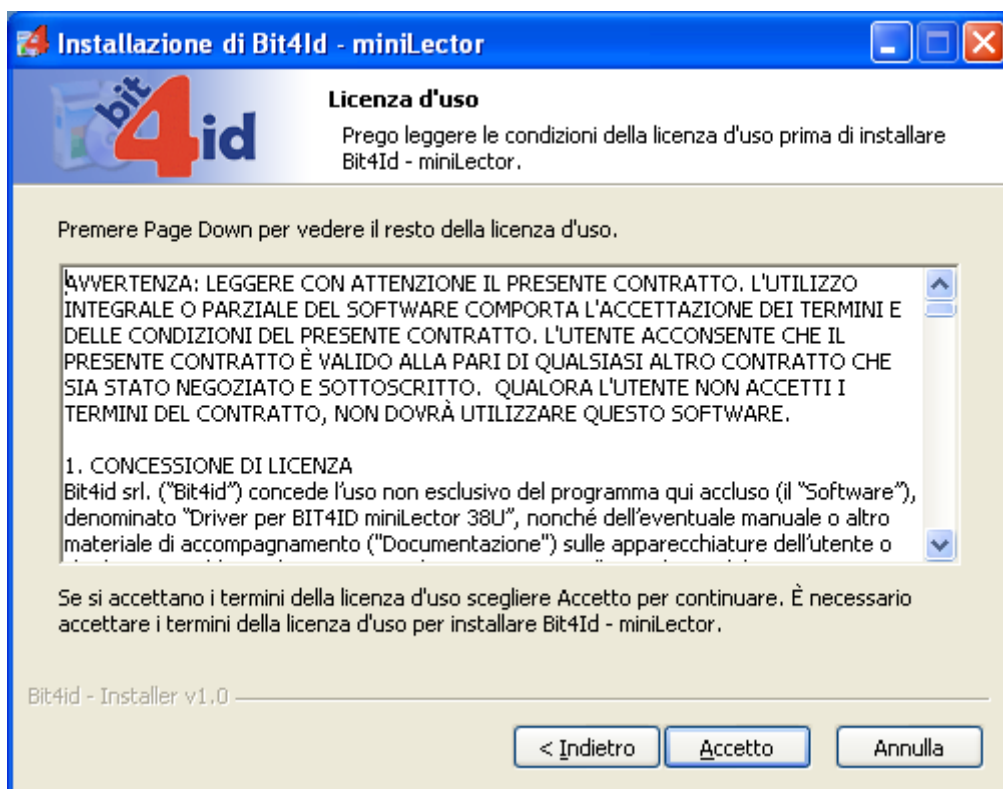 Installazione di Bit4Id - miniLector
bit
4id
Licenza d'uso
Prego leggere le condizioni della licenza d'uso prima di installare
Bit4Id - miniLector.
Premere Page Down per vedere il resto della licenza d'uso.
AVVERTENZA: LEGGERE CON ATTENZIONE IL PRESENTE CONTRATTO. L'UTILIZZO
INTEGRALE O PARZIALE DEL SOFTWARE COMPORTA L'ACCETTAZIONE DEI TERMINI E
DELLE CONDIZIONI DEL PRESENTE CONTRATTO. L'UTENTE ACCONSENTE CHE IL
PRESENTE CONTRATTO È VALIDO ALLA PARI DI QUALSIASI ALTRO CONTRATTO CHE
SIA STATO NEGOZIATO E SOTTOSCRITTO.  QUALORA L'UTENTE NON ACCETTI I
TERMINI DEL CONTRATTO, NON DOVRÀ UTILIZZARE QUESTO SOFTWARE.
1. CONCESSIONE DI LICENZA
Bit4id srl. (“Bit4id”) concede l’uso non esclusivo del programma qui accluso (il “Software”),
denominato “Driver per BIT4ID miniLector 38U”, nonché dell’eventuale manuale o altro
materiale di accompagnamento ("Documentazione") sulle apparecchiature dell’utente o
Se si accettano i termini della licenza d'uso scegliere Accetto per continuare. È necessario
accettare i termini della licenza d'uso per installare Bit4Id - miniLector.
Bit4id - Installer v1.0
< Indietro
Accetto
Annulla